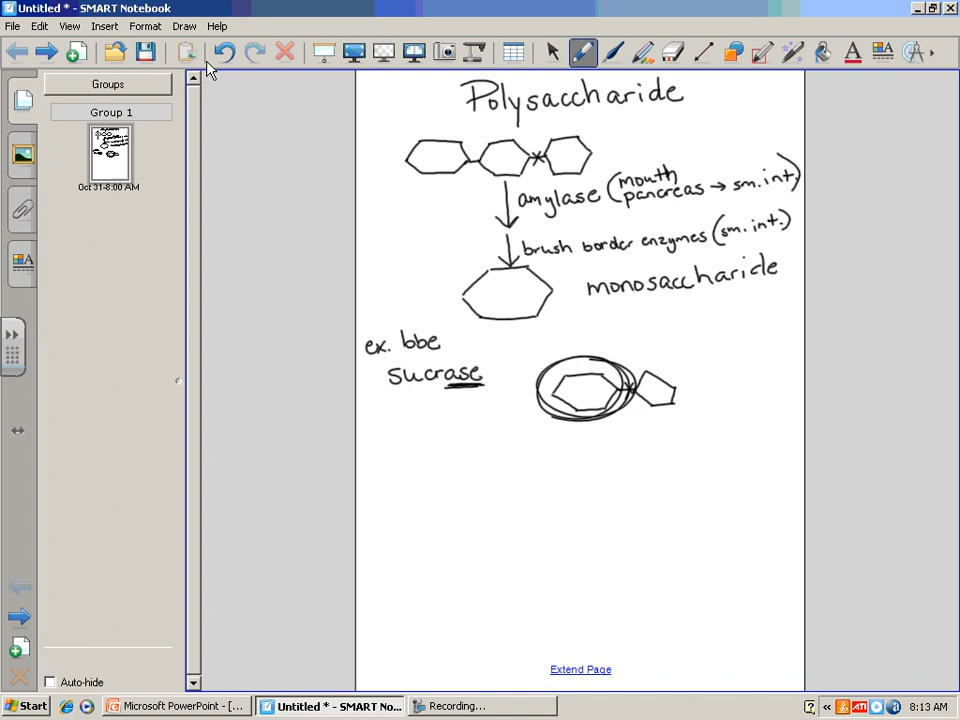 Untitled * - SMART Notebook
File Edit View Insert Format Draw Help
Groups
Group 1
Oct 31-8:00 AM
Polysaccharide
amylase (mouth
pancreas → sm.int.)
brush border enzymes (sm.int.)
monosaccharide
ex. bbe
sucrase
Extend Page
Auto-hide
Start
Microsoft PowerPoint - [...
Untitled * - SMART No...
Recording...
8:13 AM